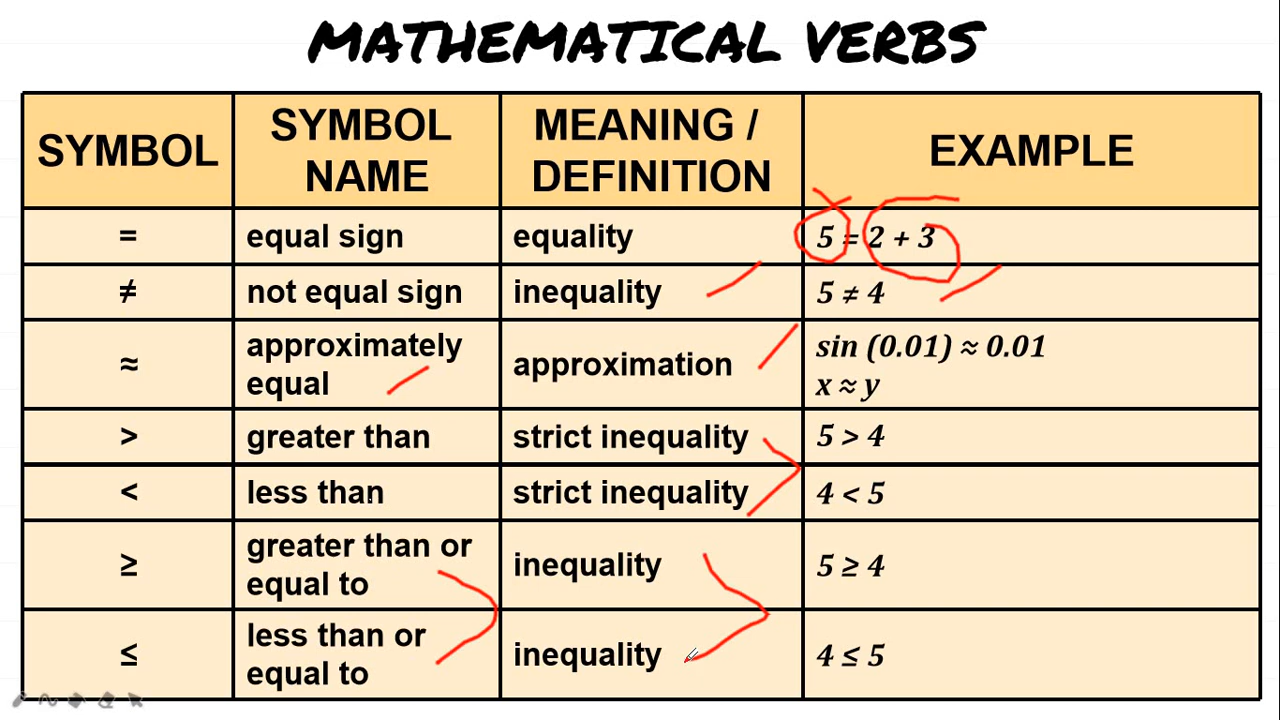 MATHEMATICAL VERBS
SYMBOL
SYMBOL
NAME
MEANING /
DEFINITION
EXAMPLE
= equal sign equality 5 = 2 + 3
≠ not equal sign inequality 5 ≠ 4
≈ approximately
equal approximation sin (0.01) ≈ 0.01
x ≈ y
> greater than strict inequality 5 > 4
< less than strict inequality 4 < 5
≥ greater than or
equal to inequality 5 ≥ 4
≤ less than or
equal to inequality 4 ≤ 5